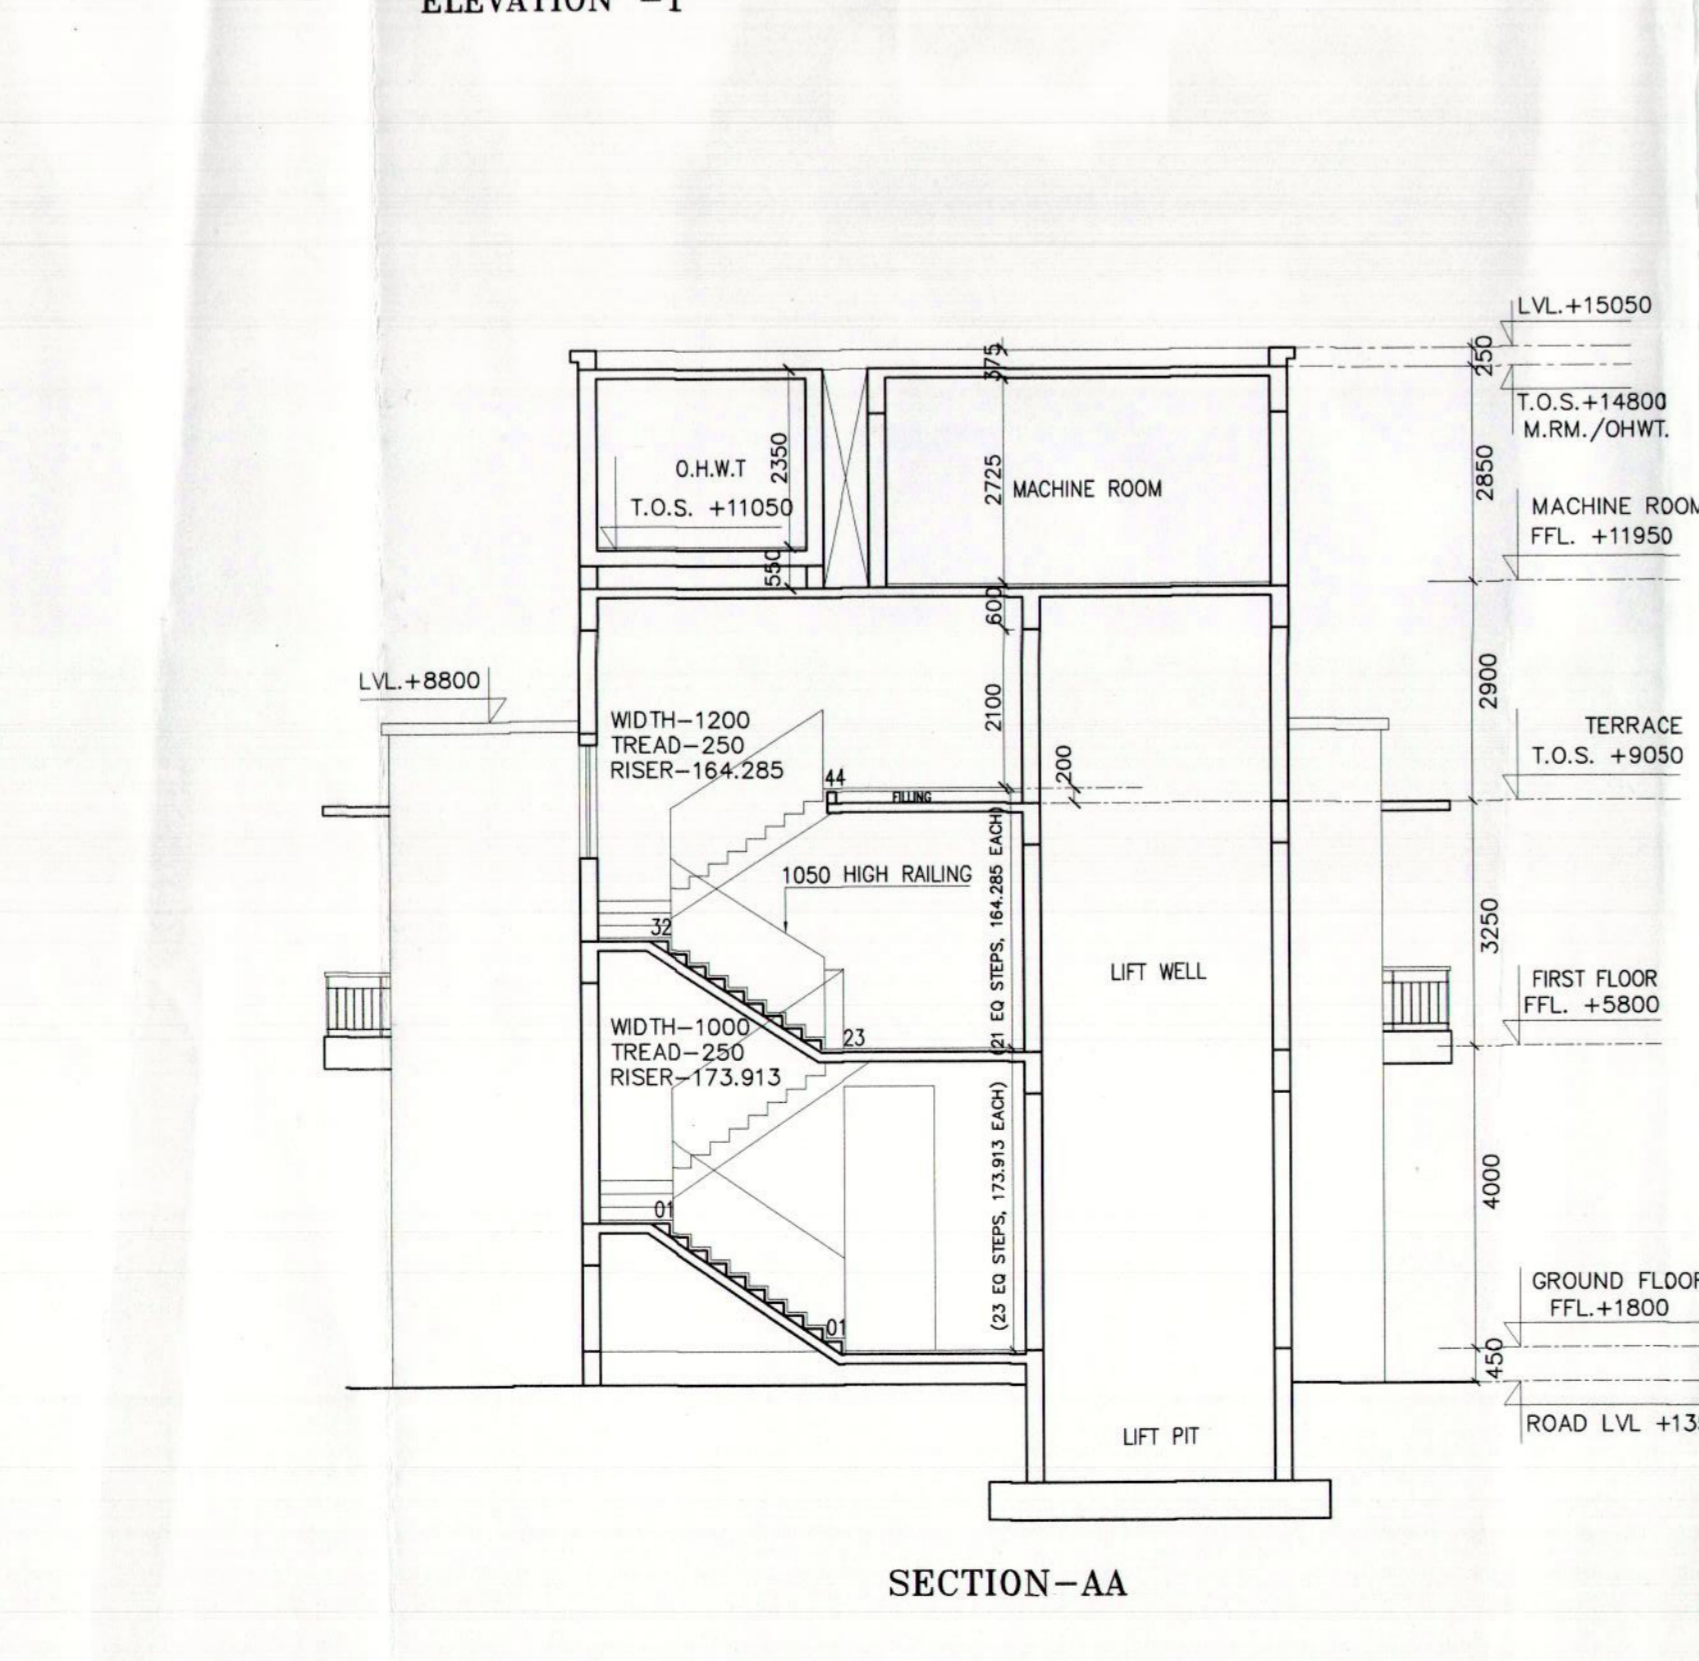 ELEVATION -1
LVL.+15050
375
250
T.O.S.+14800
M.RM./OHWT.
O.H.W.T
2350
T.O.S. +11050
550
2725
MACHINE ROOM
2850
MACHINE ROOM
FFL. +11950
600
2100
2900
LVL.+8800
WIDTH-1200
TREAD-250
RISER-164.285
200
TERRACE
T.O.S. +9050
44
FILLING
1050 HIGH RAILING
(21 EQ STEPS, 164.285 EACH)
32
3250
LIFT WELL
FIRST FLOOR
FFL. +5800
WIDTH-1000
TREAD-250
RISER-173.913
23
(23 EQ STEPS, 173.913 EACH)
4000
01
01
GROUND FLOOR
FFL.+1800
450
ROAD LVL +13
LIFT PIT
SECTION-AA